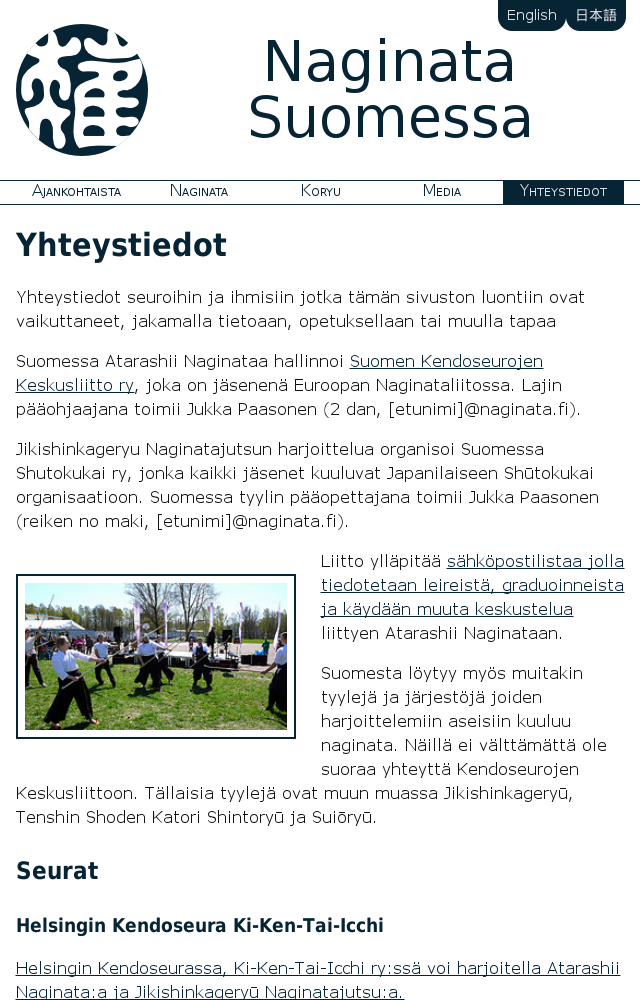 English 日本語
Naginata
Suomessa
Ajankohtaista Naginata Koryu Media Yhteystiedot
Yhteystiedot
Yhteystiedot seuroihin ja ihmisiin jotka tämän sivuston luontiin ovat
vaikuttaneet, jakamalla tietoaan, opetuksellaan tai muulla tapaa
Suomessa Atarashii Naginataa hallinnoi Suomen Kendoseurojen
Keskusliitto ry, joka on jäsenenä Euroopan Naginataliitossa. Lajin
pääohjaajana toimii Jukka Paasonen (2 dan, [etunimi]@naginata.fi).
Jikishinkageryu Naginatajutsun harjoittelua organisoi Suomessa
Shutokukai ry, jonka kaikki jäsenet kuuluvat Japanilaiseen Shūtokukai
organisaatioon. Suomessa tyylin pääopettajana toimii Jukka Paasonen
(reiken no maki, [etunimi]@naginata.fi).
Liitto ylläpitää sähköpostilistaa jolla
tiedotetaan leireistä, graduoinneista
ja käydään muuta keskustelua
liittyen Atarashii Naginataan.
Suomesta löytyy myös muitakin
tyylejä ja järjestöjä joiden
harjoittelemiin aseisiin kuuluu
naginata. Näillä ei välttämättä ole
suoraa yhteyttä Kendoseurojen
Keskusliittoon. Tällaisia tyylejä ovat muun muassa Jikishinkageryū,
Tenshin Shoden Katori Shintoryū ja Suiōryū.
Seurat
Helsingin Kendoseura Ki-Ken-Tai-Icchi
Helsingin Kendoseurassa, Ki-Ken-Tai-Icchi ry:ssä voi harjoitella Atarashii
Naginata:a ja Jikishinkageryū Naginatajutsu:a.